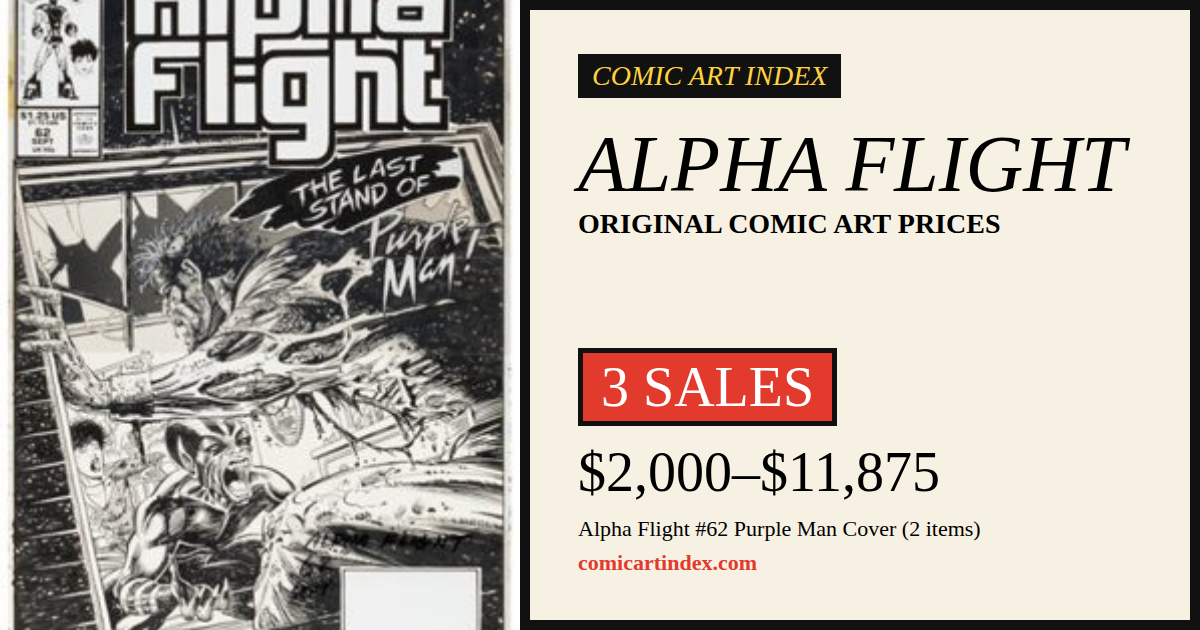 Alpha
Flight
$1.25 US
62
SEPT
THE LAST
STAND OF
Purple
Man!
ALPHA FLIGHT
COMIC ART INDEX
ALPHA FLIGHT
ORIGINAL COMIC ART PRICES
3 SALES
$2,000–$11,875
Alpha Flight #62 Purple Man Cover (2 items)
comicartindex.com